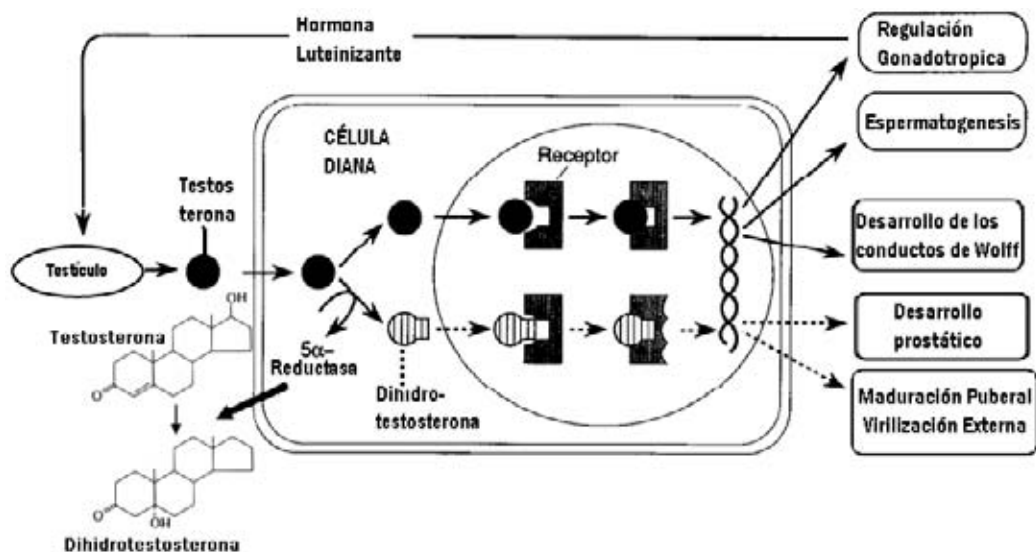 Hormona
Luteinizante
Regulación
Gonadotropica
Espermatogenesis
CÉLULA
DIANA
Receptor
Testos
terona
Testículo
Desarrollo de los
conductos de Wolff
OH
Testosterona
O
5α–
Reductasa
Dihidro-
testosterona
Desarrollo
prostático
Maduración Puberal
Virilización Externa
O
OH
Dihidrotestosterona